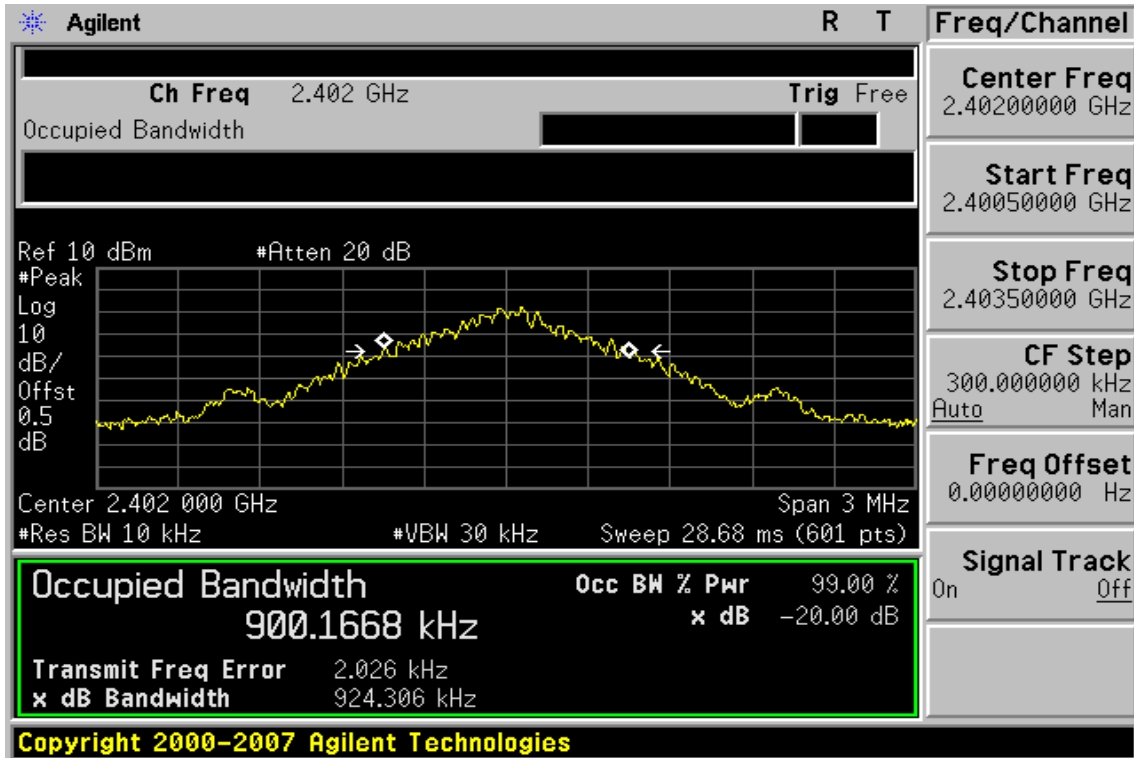 Agilent R T Freq/Channel
Ch Freq 2.402 GHz Trig Free
Occupied Bandwidth
Center Freq
2.40200000 GHz
Start Freq
2.40050000 GHz
Stop Freq
2.40350000 GHz
CF Step
300.000000 kHz
Auto Man
Freq Offset
0.00000000 Hz
Signal Track
On Off
Ref 10 dBm #Atten 20 dB
#Peak
Log
10
dB/
Offst
0.5
dB
Center 2.402 000 GHz Span 3 MHz
#Res BW 10 kHz #VBW 30 kHz Sweep 28.68 ms (601 pts)
Occupied Bandwidth
900.1668 kHz
Occ BW % Pwr 99.00 %
x dB -20.00 dB
Transmit Freq Error 2.026 kHz
x dB Bandwidth 924.306 kHz
Copyright 2000-2007 Agilent Technologies